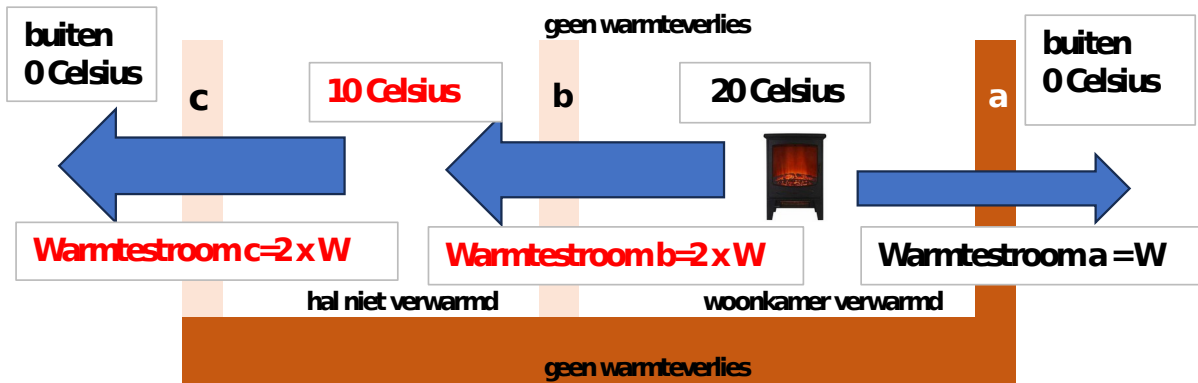 geen warmteverlies
buiten
0 Celsius
c
10 Celsius
b
20 Celsius
a
buiten
0 Celsius
Warmtestroom c=2 x W
Warmtestroom b=2 x W
Warmtestroom a = W
hal niet verwarmd
woonkamer verwarmd
geen warmteverlies